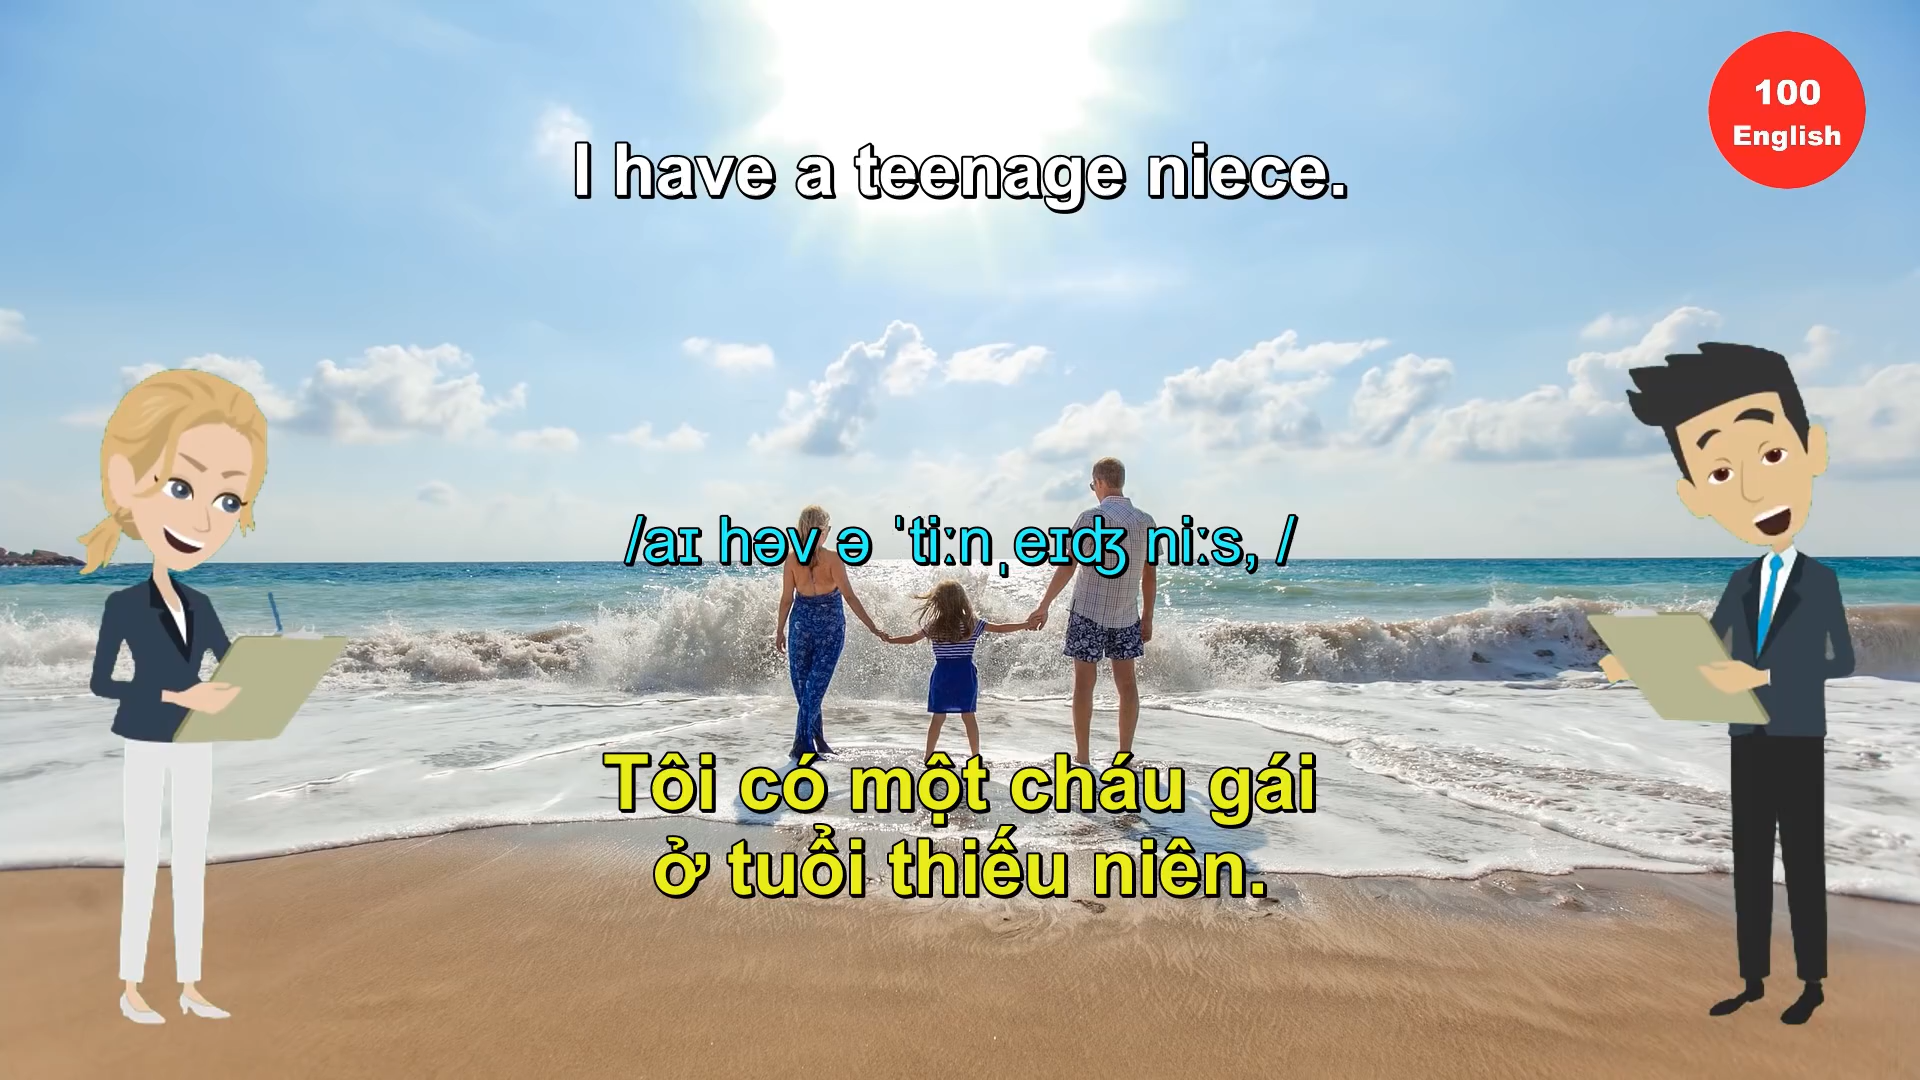 100
English
I have a teenage niece.
/aɪ həv ə ˈtiːnˌeɪʤ niːs, /
Tôi có một cháu gái
ở tuổi thiếu niên.